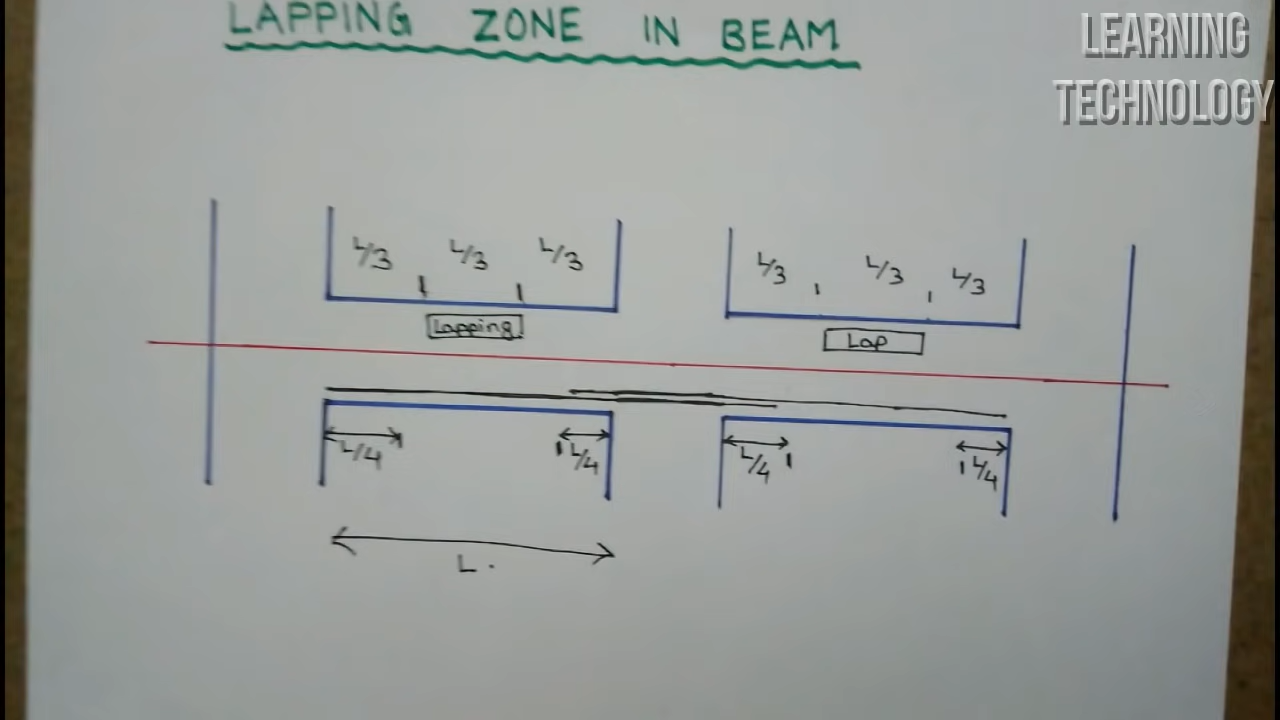 LAPPING ZONE IN BEAM
LEARNING
TECHNOLOGY
L/3 L/3 L/3
L/3 L/3 L/3
Lapping
Lap
L/4 L/4
L/4 L/4
L.